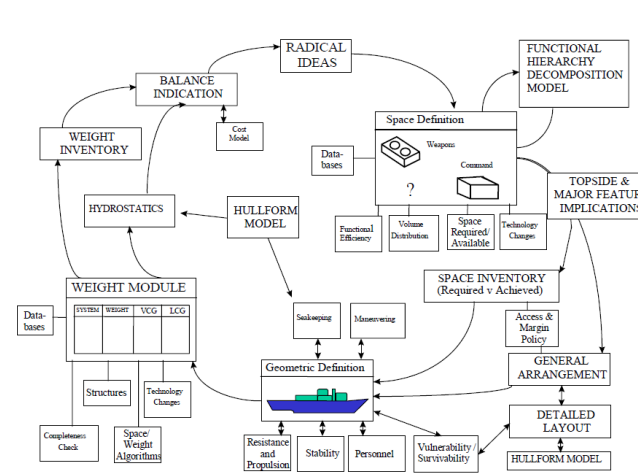 RADICAL
IDEAS
FUNCTIONAL
HIERARCHY
DECOMPOSITION
MODEL
BALANCE
INDICATION
Cost
Model
Space Definition
Weapons
Command
?
Data-
bases
WEIGHT
INVENTORY
TOPSIDE &
MAJOR FEATUR
IMPLICATIONS
HYDROSTATICS
HULLFORM
MODEL
Functional
Efficiency
Volume
Distribution
Space
Required/
Available
Technology
Changes
WEIGHT MODULE
SYSTEM WEIGHT VCG LCG
Data-
bases
SPACE INVENTORY
(Required v Achieved)
Seakeeping
Maneuvering
Access &
Margin
Policy
Geometric Definition
GENERAL
ARRANGEMENT
Structures
Technology
Changes
DETAILED
LAYOUT
Completeness
Check
Space/
Weight
Algorithms
Resistance
and
Propulsion
Stability
Personnel
Vulnerability /
Survivability
HULLFORM MODEL